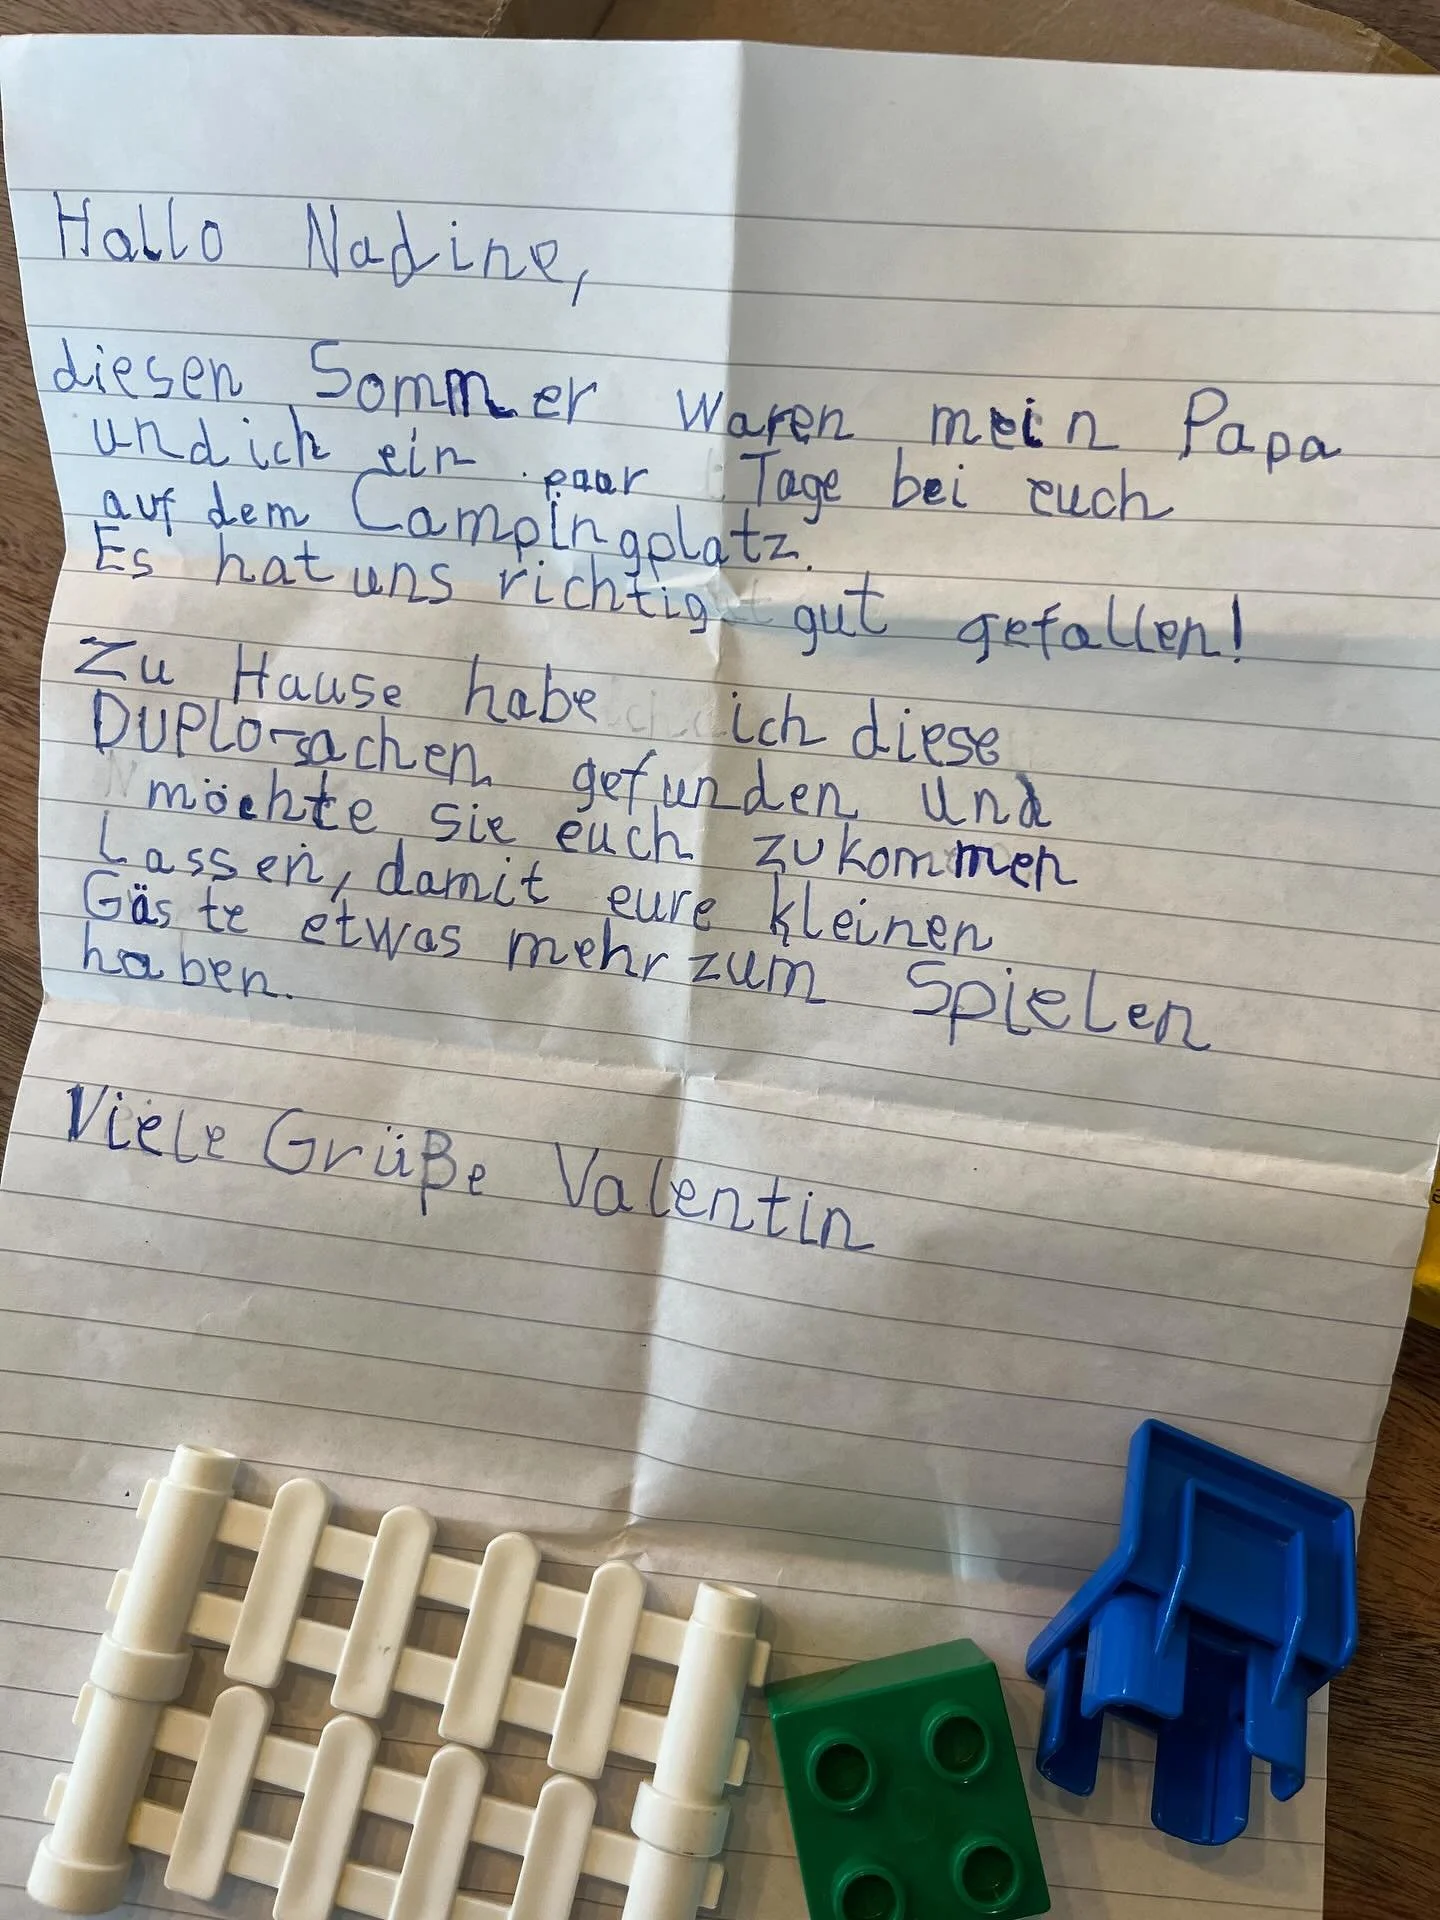 Hallo Nadine,
diesen Sommer waren mein Papa
und ich ein paar Tage bei euch
auf dem Campingplatz.
Es hat uns richtig gut gefallen!
Zu Hause habe ich diese
DUPLO-sachen gefunden und
möchte sie euch zukommen
Lassen, damit eure kleinen
Gäste etwas mehr zum Spielen
haben.
Viele Grüße Valentin